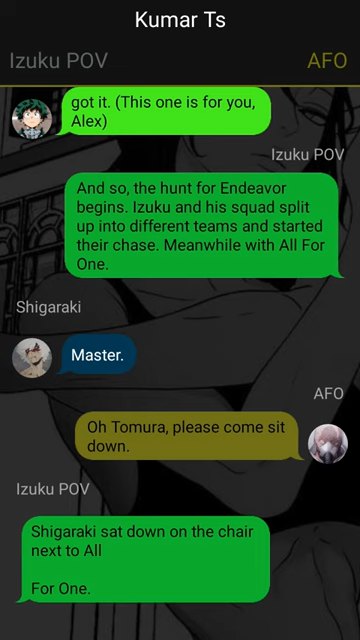 Kumar Ts
Izuku POV
AFO
got it. (This one is for you,
Alex)
Izuku POV
And so, the hunt for Endeavor
begins. Izuku and his squad split
up into different teams and started
their chase. Meanwhile with All For
One.
Shigaraki
Master.
AFO
Oh Tomura, please come sit
down.
Izuku POV
Shigaraki sat down on the chair
next to All
For One.